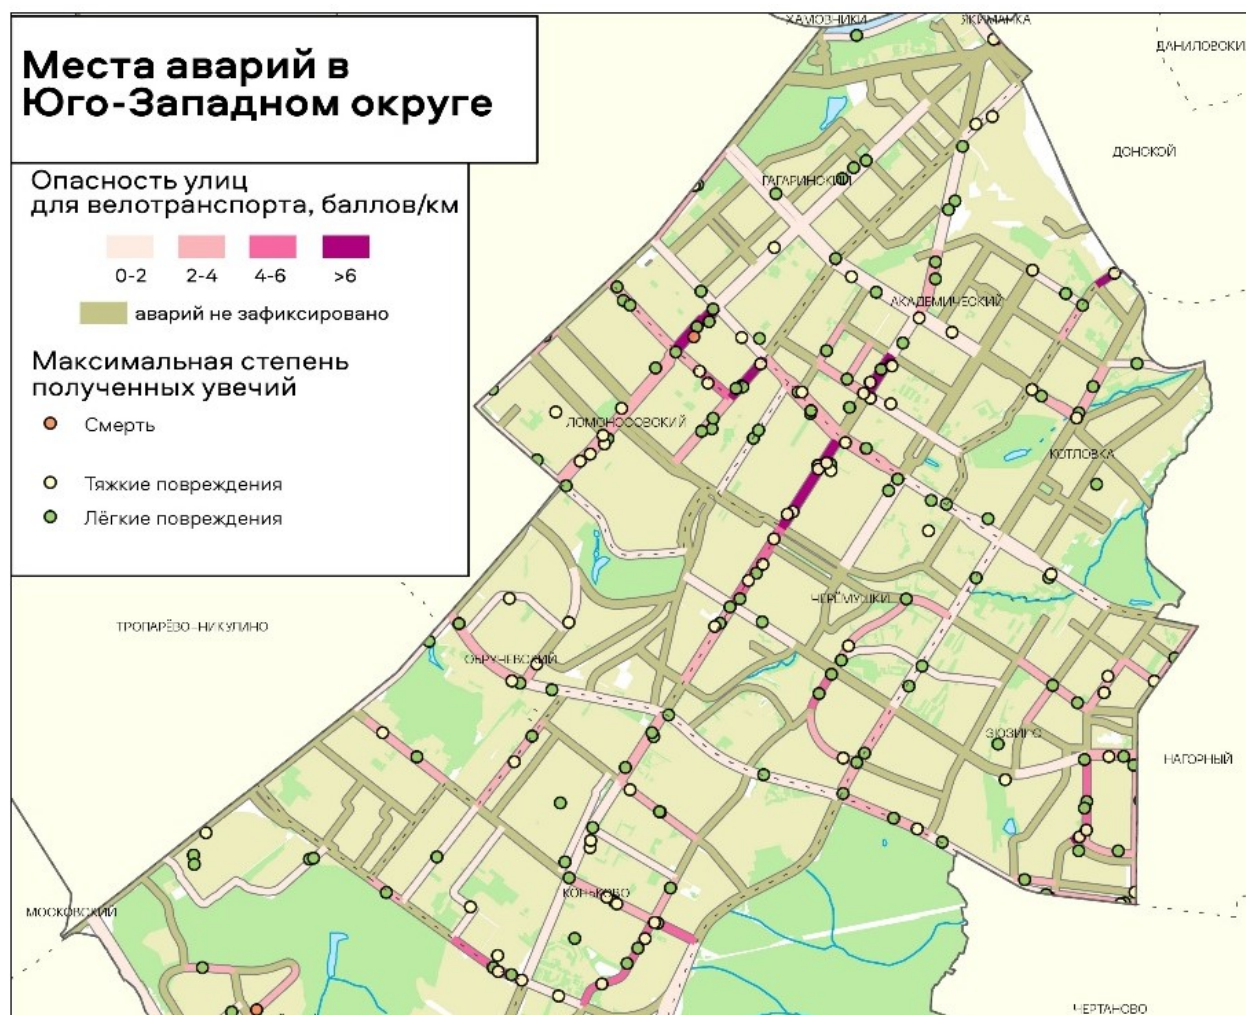 Места аварий в
Юго-Западном округе
Опасность улиц
для велотранспорта, баллов/км
0-2
2-4
4-6
>6
аварий не зафиксировано
Максимальная степень
полученных увечий
Смерть
Тяжкие повреждения
Лёгкие повреждения
ХАМОВНИКИ
ЯКИМАНКА
ДАНИЛОВСКИ
ДОНСКОЙ
ГАГАРИНСКИЙ
АКАДЕМИЧЕСКИЙ
ЛОМОНОСОВСКИЙ
КОТЛОВКА
ЧЕРЁМУШКИ
ТРОПАРЁВО-НИКУЛИНО
ОБРУЧЕВСКИЙ
ЗЮЗИНО
НАГОРНЫЙ
КОНЬКОВО
МОСКОВСКИЙ
ЧЕРТАНОВО